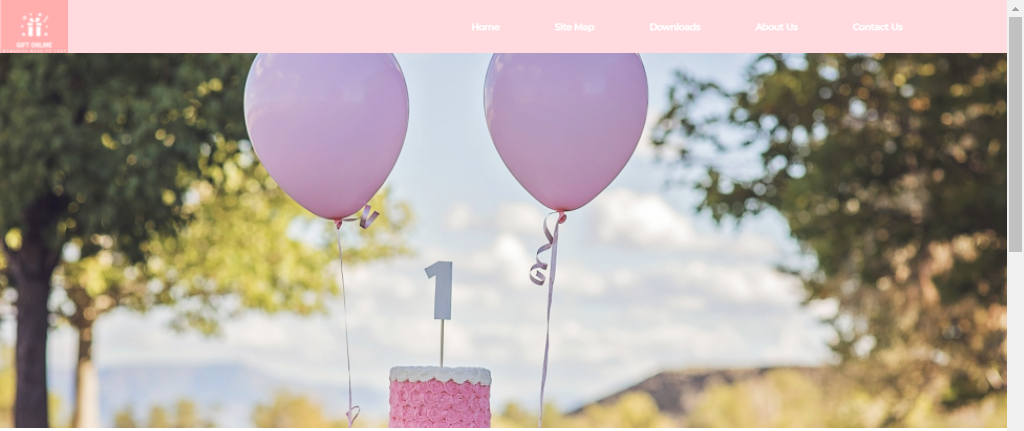 GIFT ONLINE
Home Site Map Downloads About Us Contact Us
1